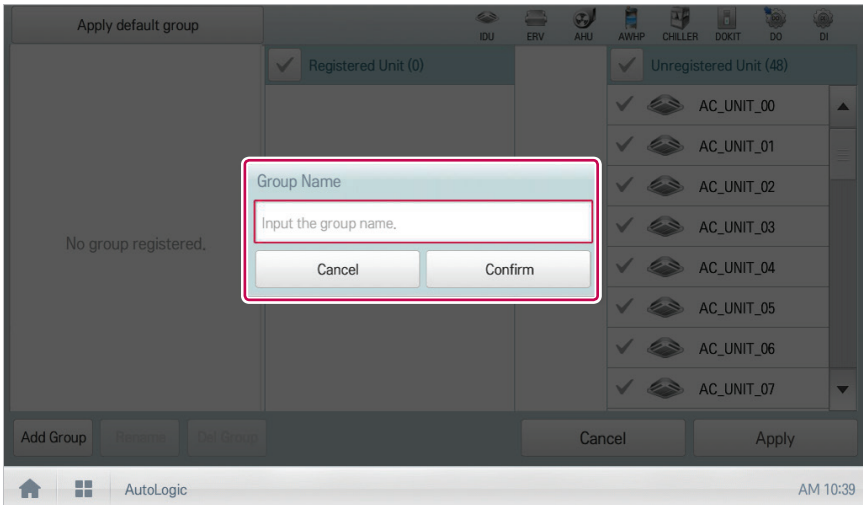 Apply default group
IDU ERV AHU AWHP CHILLER DOKIT DO DI
Registered Unit (0)
Unregistered Unit (48)
AC_UNIT_00
AC_UNIT_01
AC_UNIT_02
AC_UNIT_03
AC_UNIT_04
AC_UNIT_05
AC_UNIT_06
AC_UNIT_07
No group registered.
Group Name
Input the group name.
Cancel Confirm
Add Group Rename Del Group
Cancel Apply
AutoLogic AM 10:39